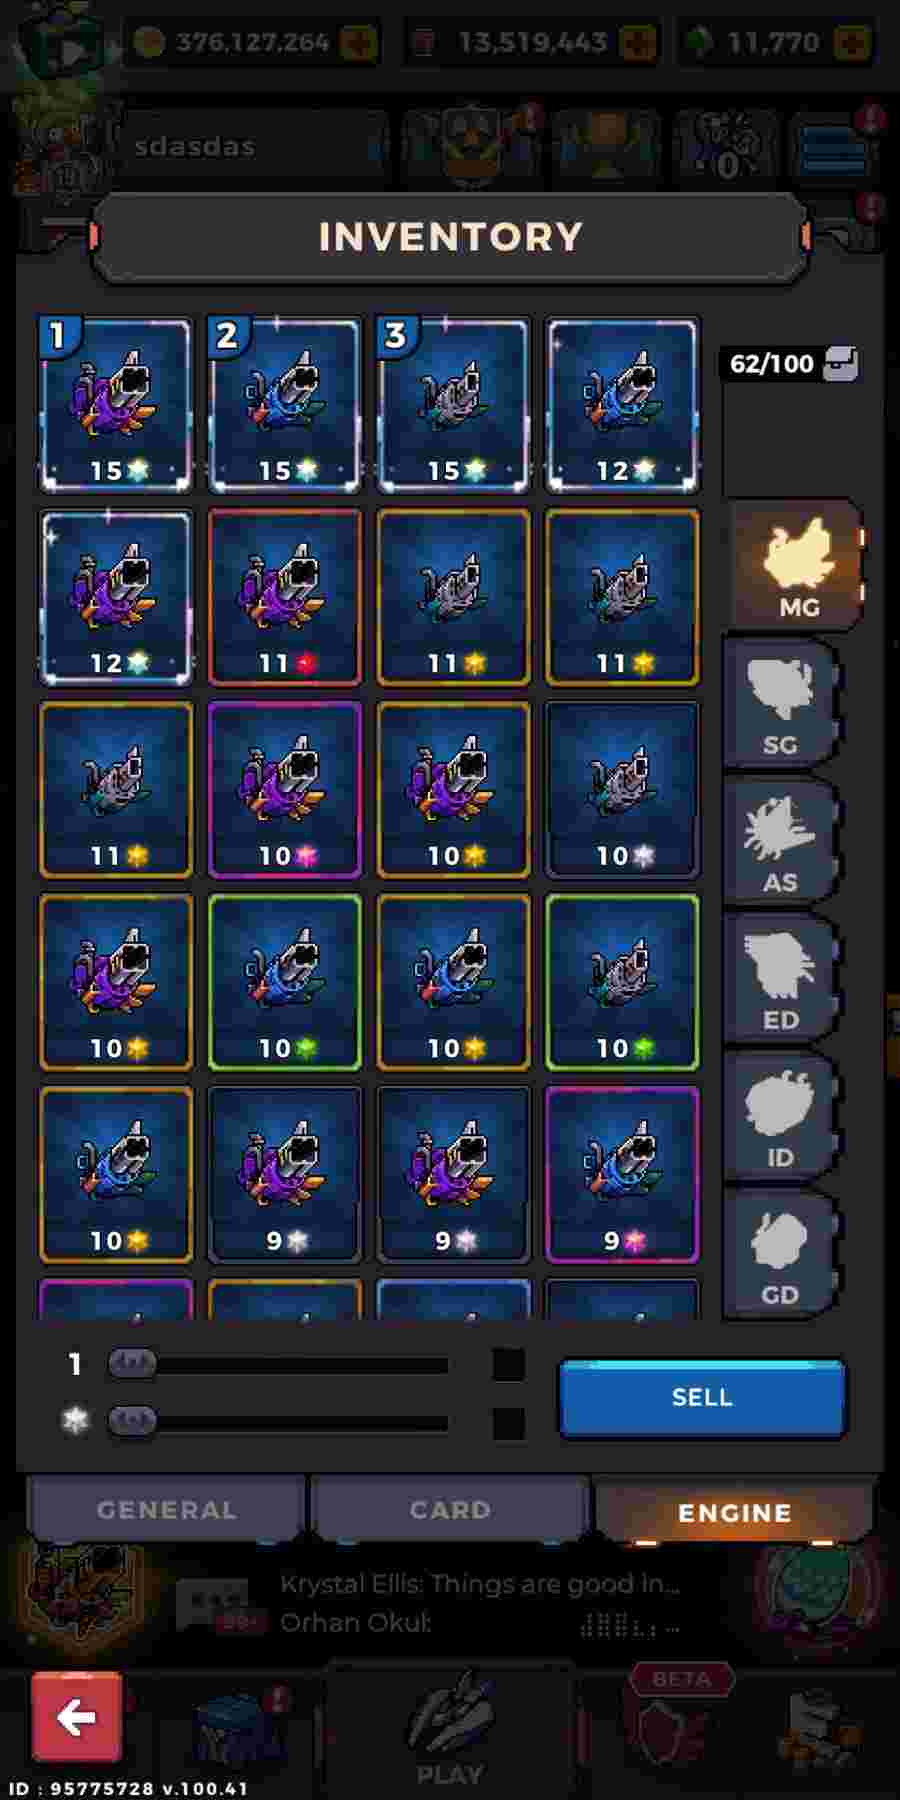 376,127,264 13,519,443 11,770
sdasdas 0
INVENTORY
1 2 3
62/100
15 15 15 12
MG
12 11 11 11
SG
11 10 10 10
AS
10 10 10 10
ED
10 9 9 9
ID
GD
1
SELL
GENERAL CARD ENGINE
Krystal Ellis: Things are good in...
99+
Orhan Okul:
BETA
PLAY
ID : 95775728 v.100.41